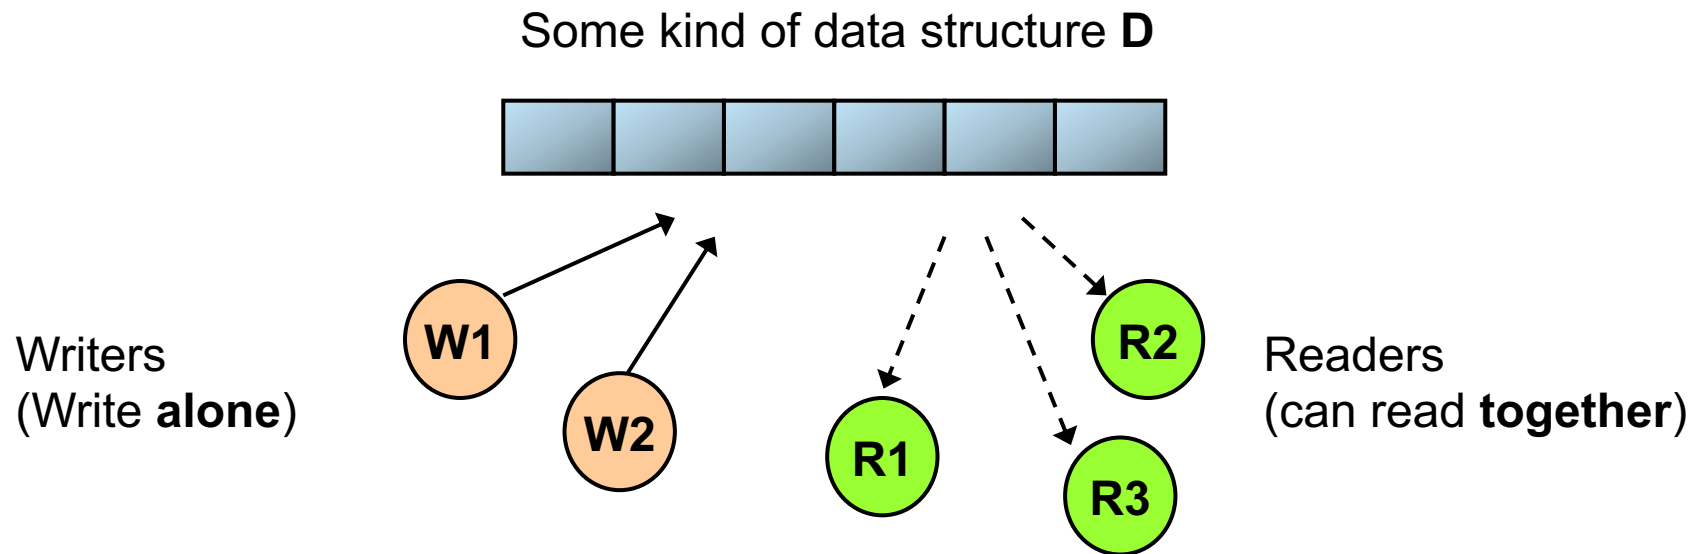 Some kind of data structure D
W1
W2
R1
R2
R3
Writers
(Write alone)
Readers
(can read together)